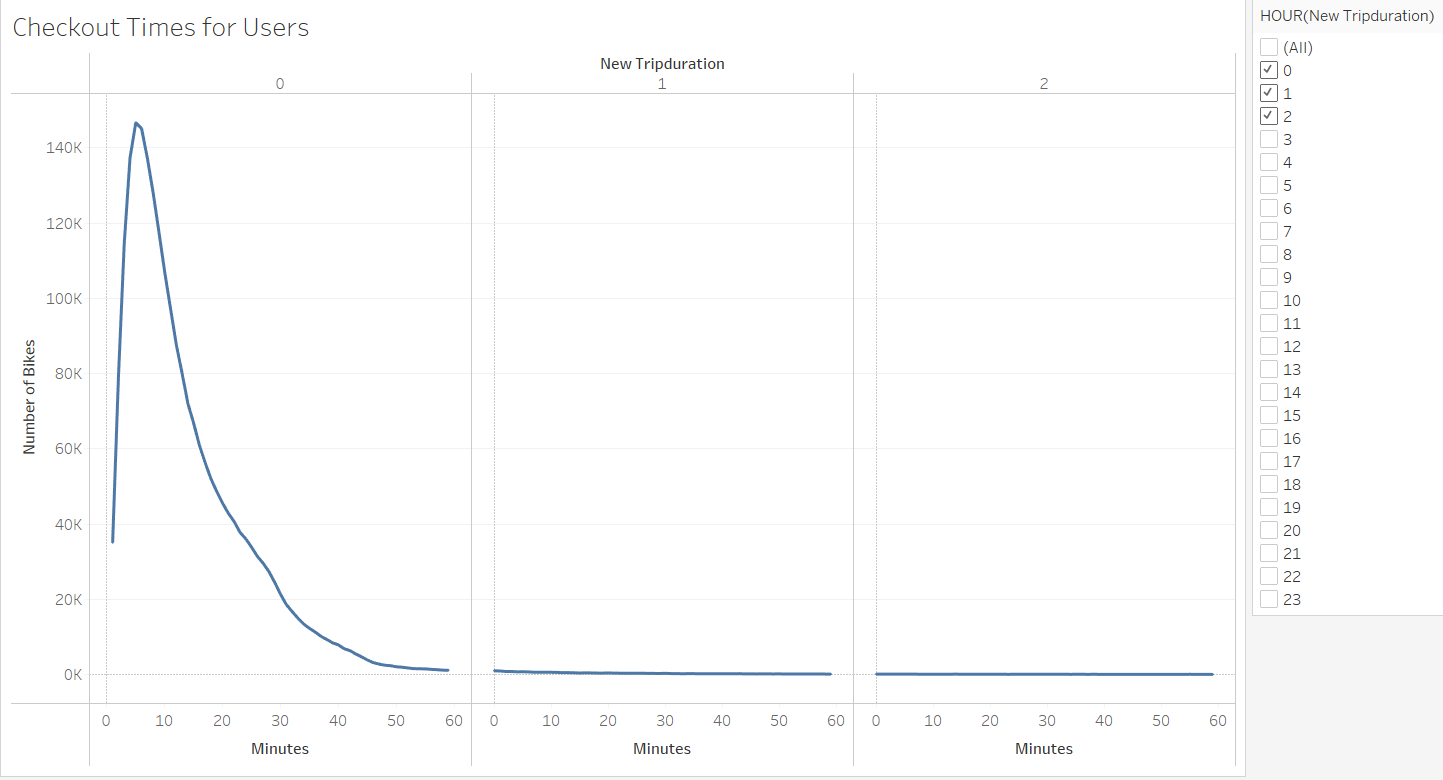 Checkout Times for Users
New Tripduration
0 1 2
140K
120K
100K
80K
60K
40K
20K
0K
Number of Bikes
0 10 20 30 40 50 60 0 10 20 30 40 50 60 0 10 20 30 40 50 60
Minutes Minutes Minutes
HOUR(New Tripduration)
(All)
0
1
2
3
4
5
6
7
8
9
10
11
12
13
14
15
16
17
18
19
20
21
22
23